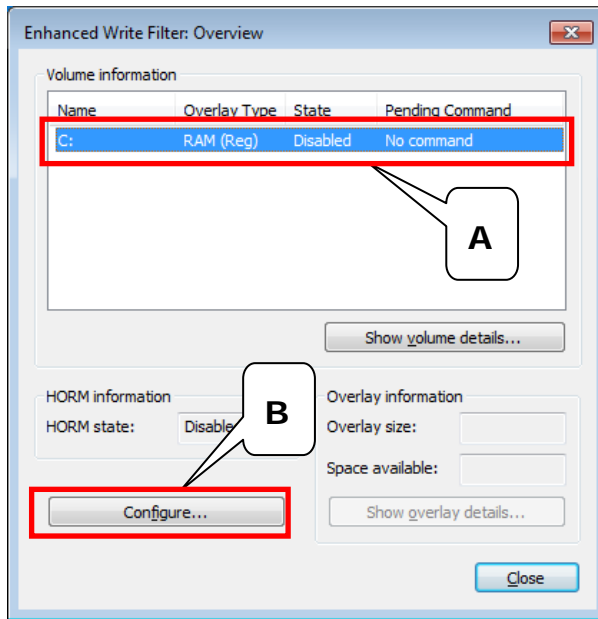 Enhanced Write Filter: Overview
Volume information
Name Overlay Type State Pending Command
C: RAM (Reg) Disabled No command
A
Show volume details...
HORM information
HORM state: Disable
B
Overlay information
Overlay size:
Space available:
Configure...
Show overlay details...
Close